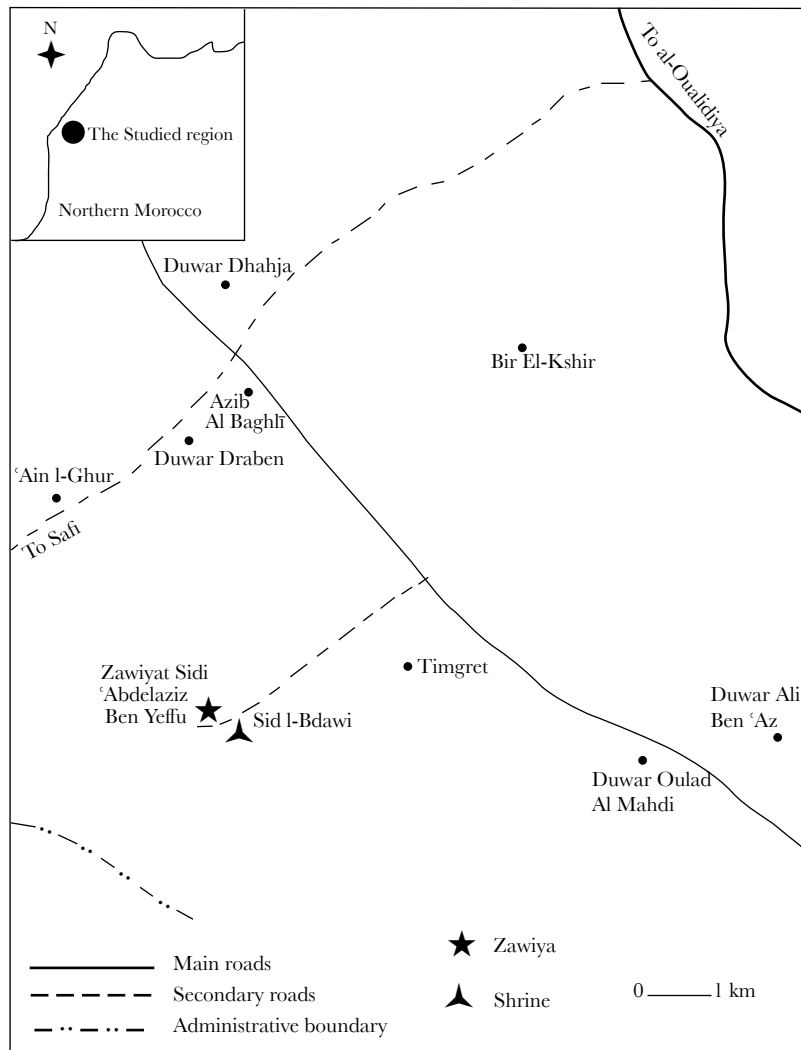 N
The Studied region
Northern Morocco
To al-Oualidiya
Duwar Dhahja
Bir El-Kshir
Azib
Al Baghlī
Duwar Draben
ʿAin l-Ghur
To Safi
Timgret
Zawiyat Sidi
ʿAbdelaziz
Ben Yeffu
Sid l-Bdawi
Duwar Ali
Ben ʿAz
Duwar Oulad
Al Mahdi
Main roads
Secondary roads
Administrative boundary
Zawiya
Shrine
0 1 km